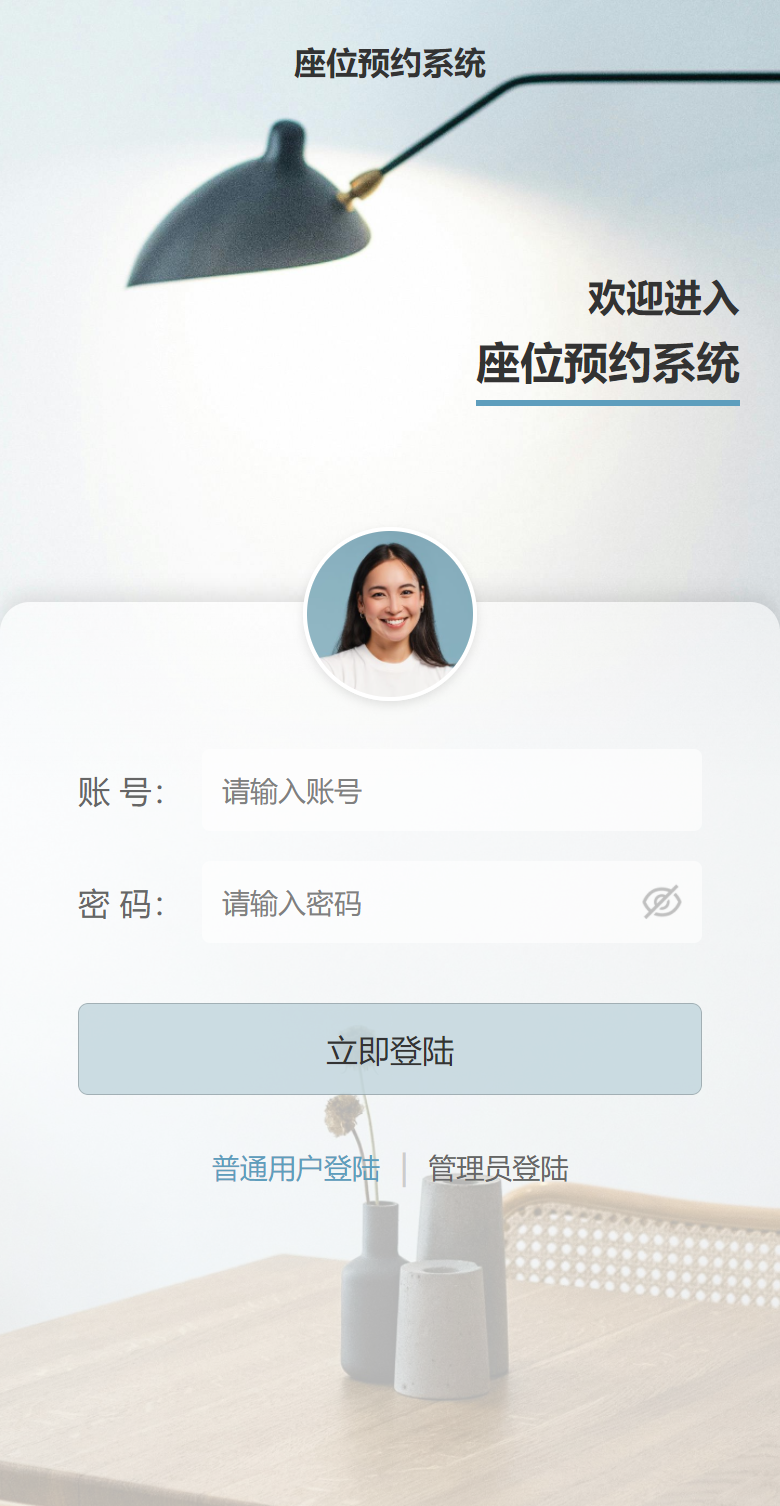 座位预约系统
欢迎进入
座位预约系统
账 号：
请输入账号
密 码：
请输入密码
立即登陆
普通用户登陆 | 管理员登陆